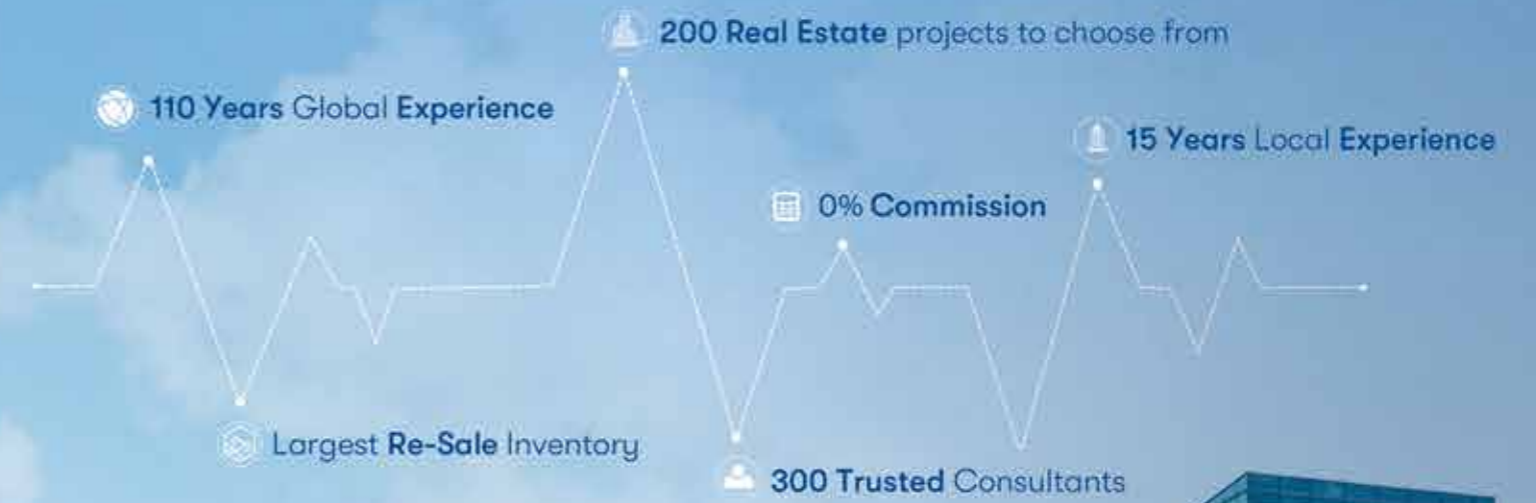 200 Real Estate projects to choose from
110 Years Global Experience
15 Years Local Experience
0% Commission
Largest Re-Sale Inventory
300 Trusted Consultants